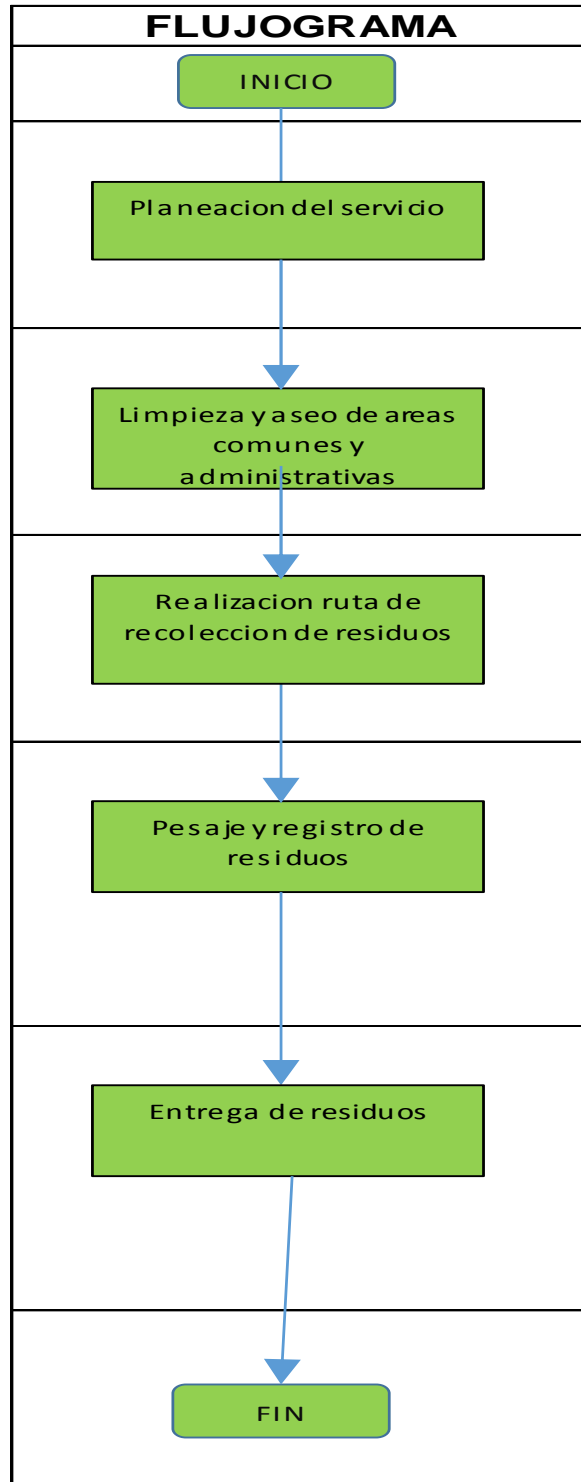 FLUJOGRAMA
INICIO
Planeacion del servicio
Limpieza y aseo de areas
comunes y
administrativas
Realizacion ruta de
recoleccion de residuos
Pesaje y registro de
residuos
Entrega de residuos
FIN